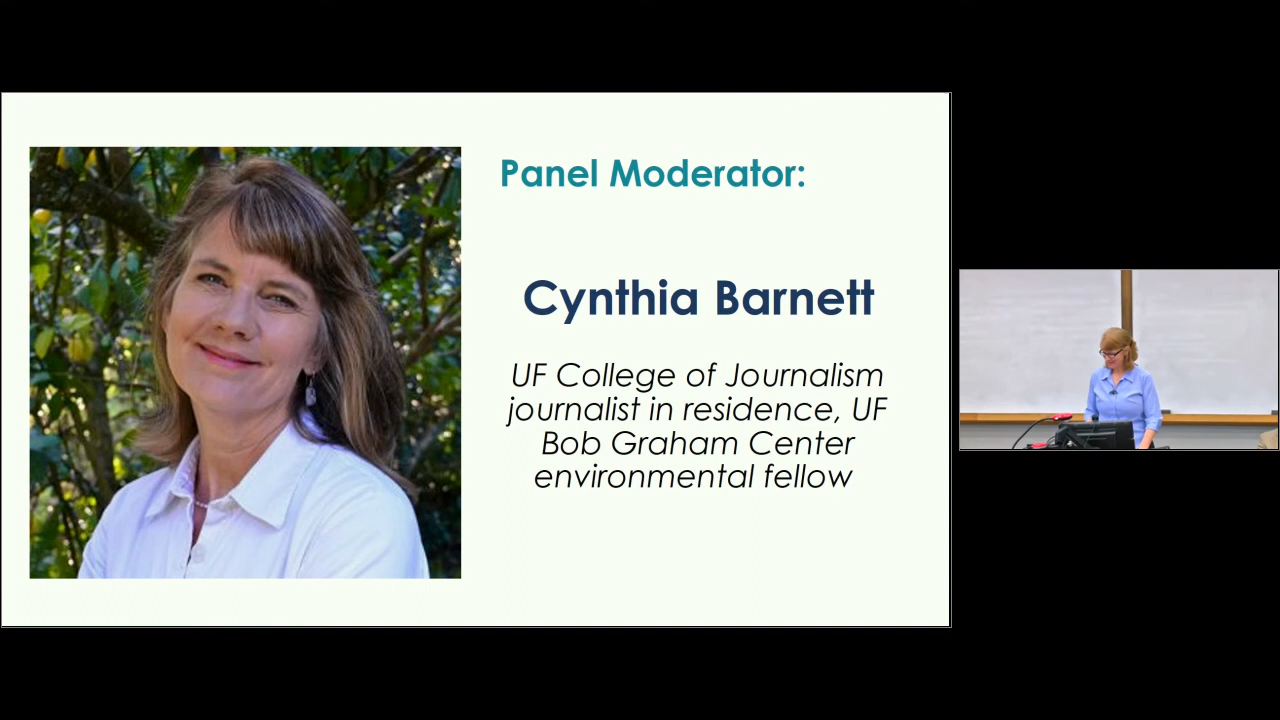 Panel Moderator:
Cynthia Barnett
UF College of Journalism
journalist in residence, UF
Bob Graham Center
environmental fellow